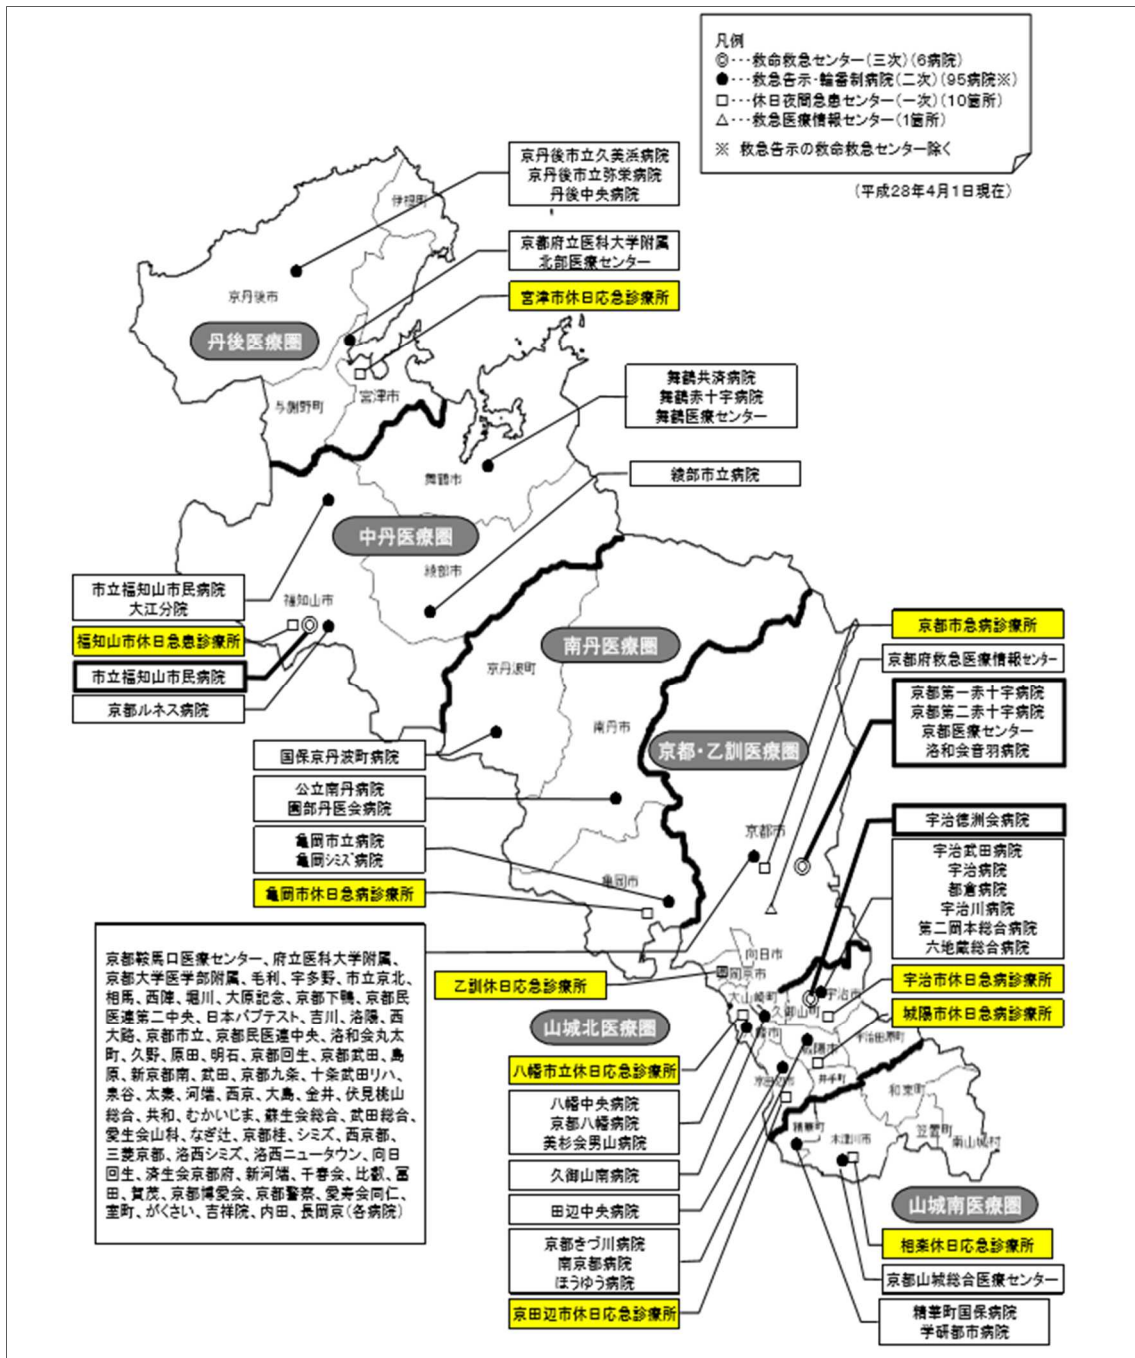 凡例
◎･･･救命救急センター(三次)(6病院)
●･･･救急告示･輪番制病院(二次)(95病院※)
□･･･休日夜間急患センター(一次)(10箇所)
△･･･救急医療情報センター(1箇所)
※ 救急告示の救命救急センター除く
(平成28年4月1日現在)
京丹後市立久美浜病院
京丹後市立弥栄病院
丹後中央病院
伊根町
京都府立医科大学附属
北部医療センター
宮津市休日応急診療所
京丹後市
丹後医療圏
宮津市
与謝野町
舞鶴共済病院
舞鶴赤十字病院
舞鶴医療センター
舞鶴市
綾部市立病院
中丹医療圏
綾部市
市立福知山市民病院
大江分院
福知山市
福知山市休日急患診療所
市立福知山市民病院
京都ルネス病院
南丹医療圏
京丹波町
南丹市
京都市急病診療所
京都府救急医療情報センター
京都第一赤十字病院
京都第二赤十字病院
京都医療センター
洛和会音羽病院
京都・乙訓医療圏
国保京丹波町病院
公立南丹病院
園部丹医会病院
京都市
宇治徳洲会病院
亀岡市立病院
亀岡シミズ病院
亀岡市
亀岡市休日急病診療所
宇治武田病院
宇治病院
都倉病院
宇治川病院
第二岡本総合病院
六地蔵総合病院
京都鞍馬口医療センター、府立医科大学附属、
京都大学医学部附属、毛利、宇多野、市立京北、
相馬、西陣、堀川、大原記念、京都下鴨、京都民
医連第二中央、日本バプテスト、吉川、洛陽、西
大路、京都市立、京都民医連中央、洛和会丸太
町、久野、原田、明石、京都回生、京都武田、島
原、新京都南、武田、京都九条、十条武田リハ、
泉谷、太秦、河端、西京、大島、金井、伏見桃山
総合、共和、むかいじま、蘇生会総合、武田総合、
愛生会山科、なぎ辻、京都桂、シミズ、西京都、
三菱京都、洛西シミズ、洛西ニュータウン、向日
回生、済生会京都府、新河端、千春会、比叡、冨
田、賀茂、京都博愛会、京都警察、愛寿会同仁、
室町、がくさい、吉祥院、内田、長岡京(各病院)
向日市
長岡京市
乙訓休日応急診療所
大山崎町
久御山町
宇治市
宇治市休日急病診療所
城陽市休日急病診療所
山城北医療圏
八幡市
城陽市
宇治田原町
八幡市立休日応急診療所
京田辺市
井手町
和束町
八幡中央病院
京都八幡病院
美杉会男山病院
精華町
木津川市
笠置町
南山城村
久御山南病院
田辺中央病院
山城南医療圏
京都きづ川病院
南京都病院
ほうゆう病院
相楽休日応急診療所
京都山城総合医療センター
京田辺市休日応急診療所
精華町国保病院
学研都市病院